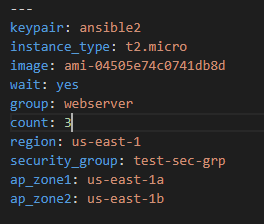 ---
keypair: ansible2
instance_type: t2.micro
image: ami-04505e74c0741db8d
wait: yes
group: webserver
count: 3
region: us-east-1
security_group: test-sec-grp
ap_zone1: us-east-1a
ap_zone2: us-east-1b